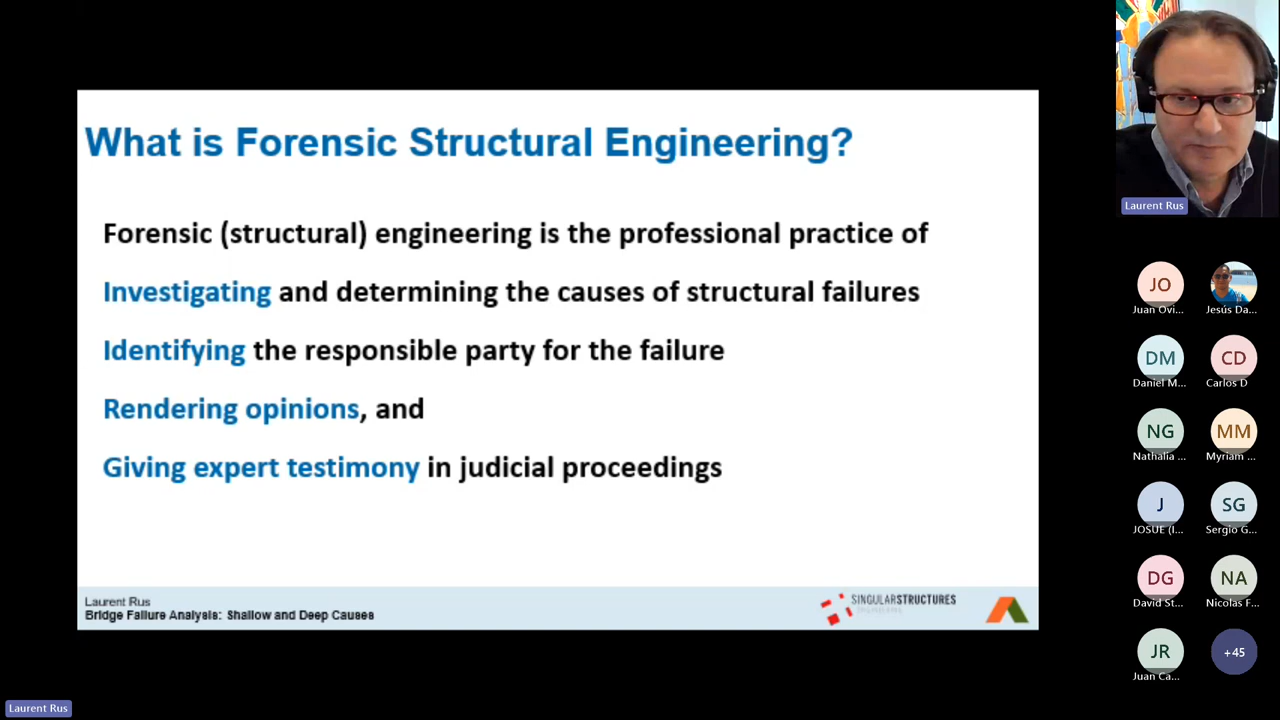 What is Forensic Structural Engineering?
Forensic (structural) engineering is the professional practice of
Investigating and determining the causes of structural failures
Identifying the responsible party for the failure
Rendering opinions, and
Giving expert testimony in judicial proceedings
Laurent Rus
Bridge Failure Analysis: Shallow and Deep Causes
SINGULARSTRUCTURES
Laurent Rus
JO
Juan Ovi...
Jesús Da...
DM
Daniel M...
CD
Carlos D
NG
Nathalia ...
MM
Myriam ...
J
JOSUE (I...
SG
Sergio G...
DG
David St...
NA
Nicolas F...
JR
Juan Ca...
+45
Laurent Rus